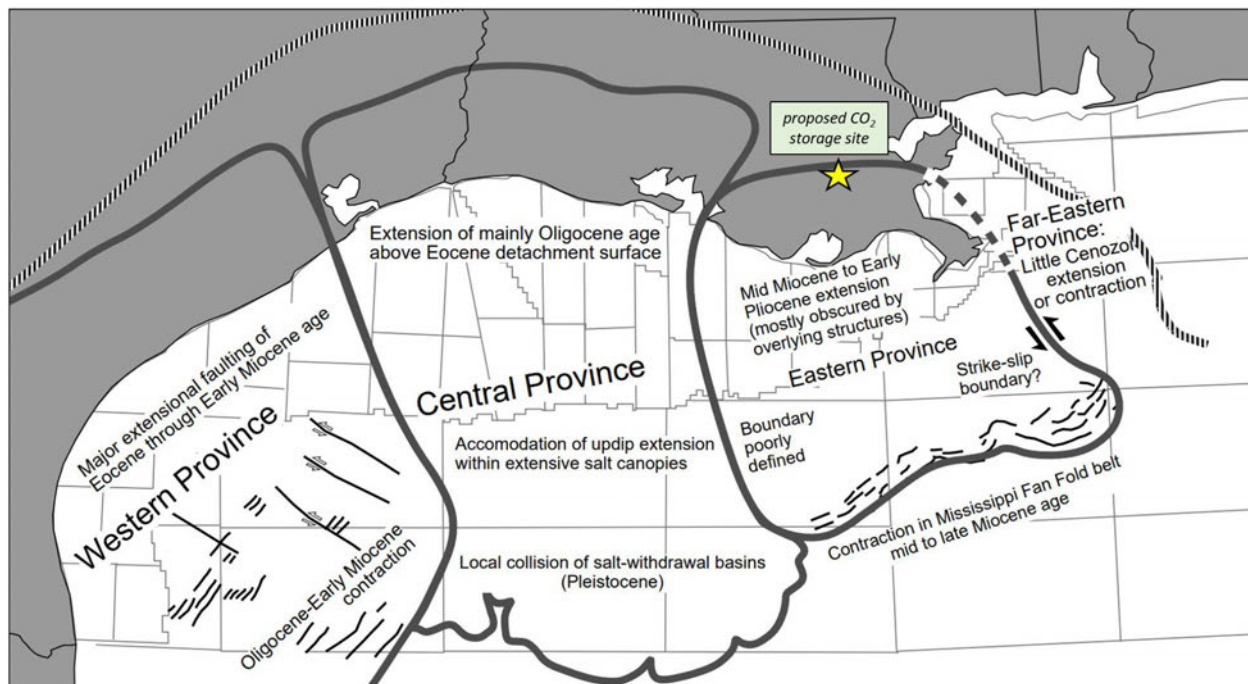 proposed CO₂
storage site
Extension of mainly Oligocene age
above Eocene detachment surface
Far-Eastern
Province:
Little Cenozoi
extension
or contraction
Mid Miocene to Early
Pliocene extension
(mostly obscured by
overlying structures)
Eastern Province
Strike-slip
boundary?
Major extensional faulting of
Eocene through Early Miocene age
Western Province
Central Province
Boundary
poorly
defined
Accomodation of updip extension
within extensive salt canopies
Contraction in Mississippi Fan Fold belt
mid to late Miocene age
Local collision of salt-withdrawal basins
(Pleistocene)
Oligocene-Early Miocene
contraction